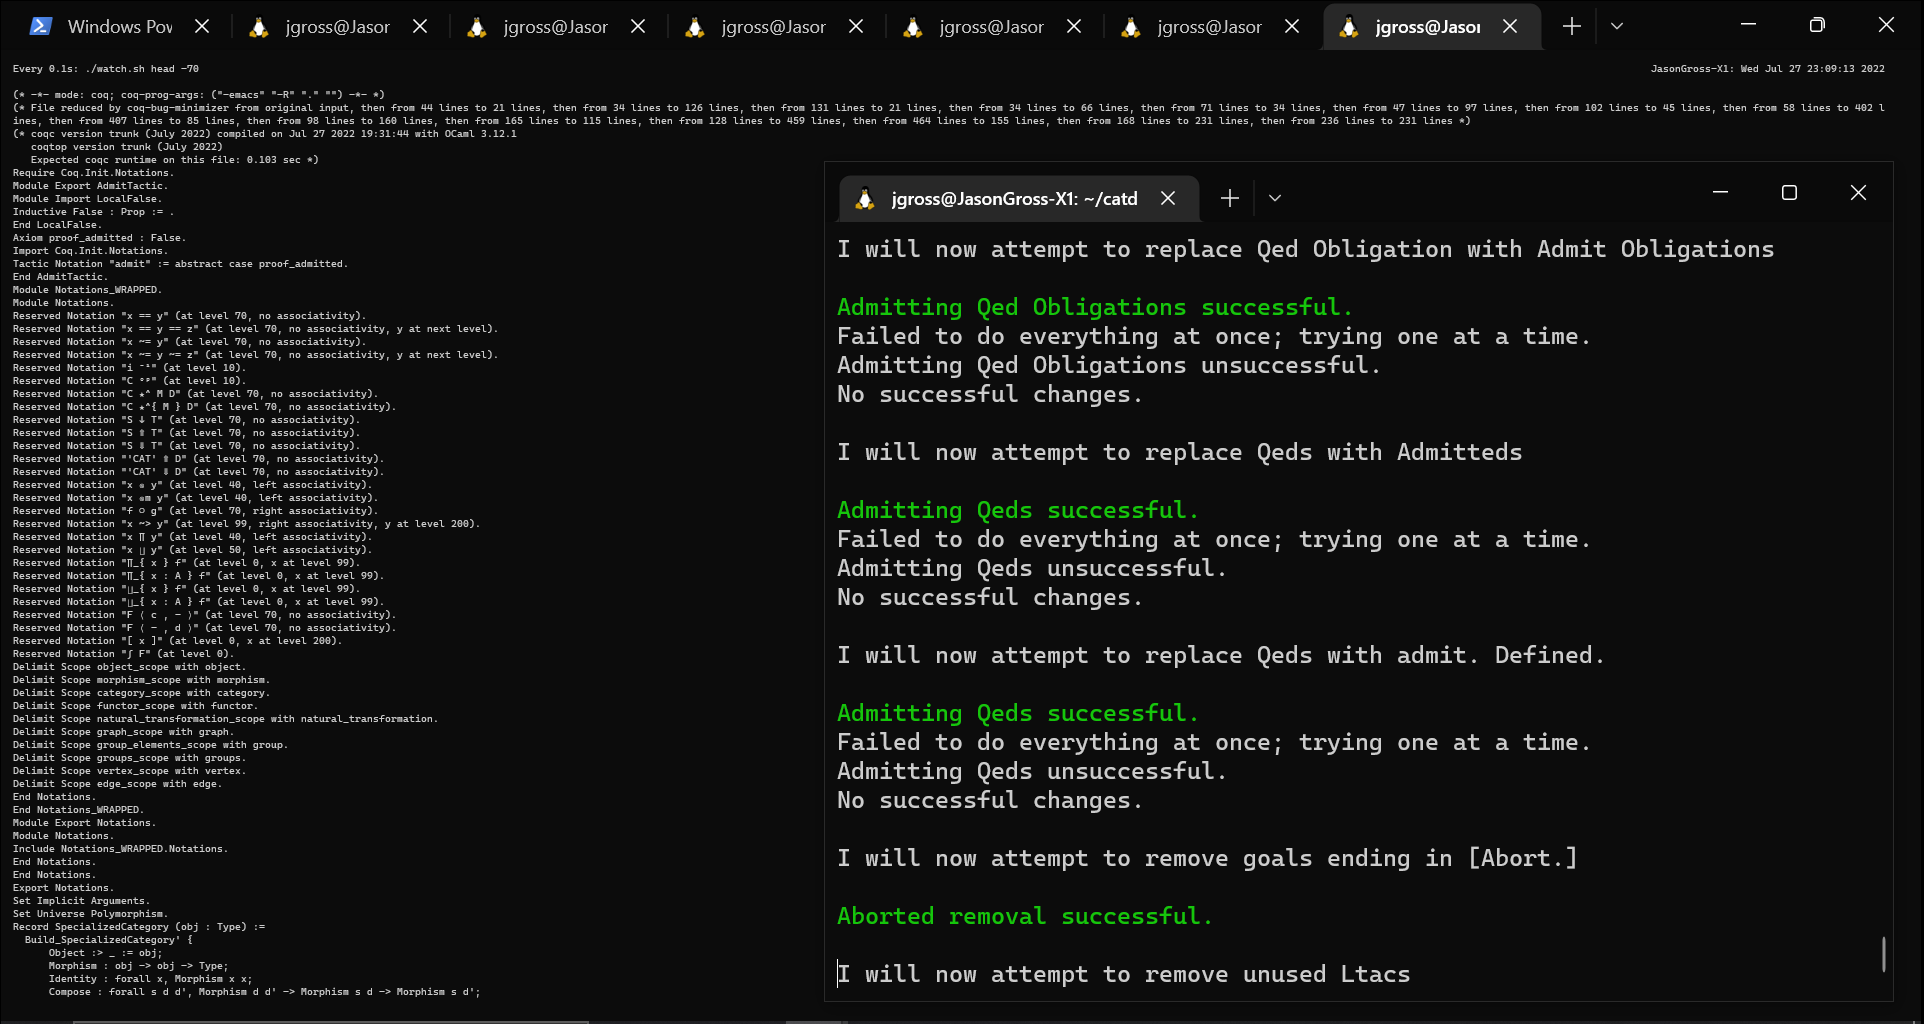 Windows Pow
jgross@Jason
jgross@Jason
jgross@Jason
jgross@Jason
jgross@Jason
jgross@Jason
Every 0.1s: ./watch.sh head -70
JasonGross-X1: Wed Jul 27 23:09:13 2022
(* -*- mode: coq; coq-prog-args: ("-emacs" "-R" "." "") -*- *)
(* File reduced by coq-bug-minimizer from original input, then from 44 lines to 21 lines, then from 34 lines to 126 lines, then from 131 lines to 21 lines, then from 34 lines to 66 lines, then from 71 lines to 34 lines, then from 47 lines to 97 lines, then from 102 lines to 45 lines, then from 58 lines to 402 l
ines, then from 407 lines to 85 lines, then from 98 lines to 160 lines, then from 165 lines to 115 lines, then from 128 lines to 459 lines, then from 464 lines to 155 lines, then from 168 lines to 231 lines, then from 236 lines to 231 lines *)
(* coqc version trunk (July 2022) compiled on Jul 27 2022 19:31:44 with OCaml 3.12.1
coqtop version trunk (July 2022)
Expected coqc runtime on this file: 0.103 sec *)
Require Coq.Init.Notations.
Module Export AdmitTactic.
Module Import LocalFalse.
Inductive False : Prop := .
End LocalFalse.
Axiom proof_admitted : False.
Import Coq.Init.Notations.
Tactic Notation "admit" := abstract case proof_admitted.
End AdmitTactic.
Module Notations_WRAPPED.
Module Notations.
Reserved Notation "x == y" (at level 70, no associativity).
Reserved Notation "x == y == z" (at level 70, no associativity, y at next level).
Reserved Notation "x ~= y" (at level 70, no associativity).
Reserved Notation "x ~= y ~= z" (at level 70, no associativity, y at next level).
Reserved Notation "i ⁻¹" (at level 10).
Reserved Notation "C ᵒᵖ" (at level 10).
Reserved Notation "C ★^ M D" (at level 70, no associativity).
Reserved Notation "C ★^{ M } D" (at level 70, no associativity).
Reserved Notation "S ↓ T" (at level 70, no associativity).
Reserved Notation "S ⇑ T" (at level 70, no associativity).
Reserved Notation "S ⇓ T" (at level 70, no associativity).
Reserved Notation "'CAT' ⇑ D" (at level 70, no associativity).
Reserved Notation "'CAT' ⇓ D" (at level 70, no associativity).
Reserved Notation "x ⊗ y" (at level 40, left associativity).
Reserved Notation "x ⊗m y" (at level 40, left associativity).
Reserved Notation "f ○ g" (at level 70, right associativity).
Reserved Notation "x ~> y" (at level 99, right associativity, y at level 200).
Reserved Notation "x ∏ y" (at level 40, left associativity).
Reserved Notation "x ∐ y" (at level 50, left associativity).
Reserved Notation "∏_{ x } f" (at level 0, x at level 99).
Reserved Notation "∏_{ x : A } f" (at level 0, x at level 99).
Reserved Notation "∐_{ x } f" (at level 0, x at level 99).
Reserved Notation "∐_{ x : A } f" (at level 0, x at level 99).
Reserved Notation "F ⟨ c , − ⟩" (at level 70, no associativity).
Reserved Notation "F ⟨ − , d ⟩" (at level 70, no associativity).
Reserved Notation "[ x ]" (at level 0, x at level 200).
Reserved Notation "∫ F" (at level 0).
Delimit Scope object_scope with object.
Delimit Scope morphism_scope with morphism.
Delimit Scope category_scope with category.
Delimit Scope functor_scope with functor.
Delimit Scope natural_transformation_scope with natural_transformation.
Delimit Scope graph_scope with graph.
Delimit Scope group_elements_scope with group.
Delimit Scope groups_scope with groups.
Delimit Scope vertex_scope with vertex.
Delimit Scope edge_scope with edge.
End Notations.
End Notations_WRAPPED.
Module Export Notations.
Module Notations.
Include Notations_WRAPPED.Notations.
End Notations.
End Notations.
Export Notations.
Set Implicit Arguments.
Set Universe Polymorphism.
Record SpecializedCategory (obj : Type) :=
Build_SpecializedCategory' {
Object :> _ := obj;
Morphism : obj -> obj -> Type;
Identity : forall x, Morphism x x;
Compose : forall s d d', Morphism d d' -> Morphism s d -> Morphism s d';
jgross@JasonGross-X1: ~/catd
I will now attempt to replace Qed Obligation with Admit Obligations
Admitting Qed Obligations successful.
Failed to do everything at once; trying one at a time.
Admitting Qed Obligations unsuccessful.
No successful changes.
I will now attempt to replace Qeds with Admitteds
Admitting Qeds successful.
Failed to do everything at once; trying one at a time.
Admitting Qeds unsuccessful.
No successful changes.
I will now attempt to replace Qeds with admit. Defined.
Admitting Qeds successful.
Failed to do everything at once; trying one at a time.
Admitting Qeds unsuccessful.
No successful changes.
I will now attempt to remove goals ending in [Abort.]
Aborted removal successful.
I will now attempt to remove unused Ltacs